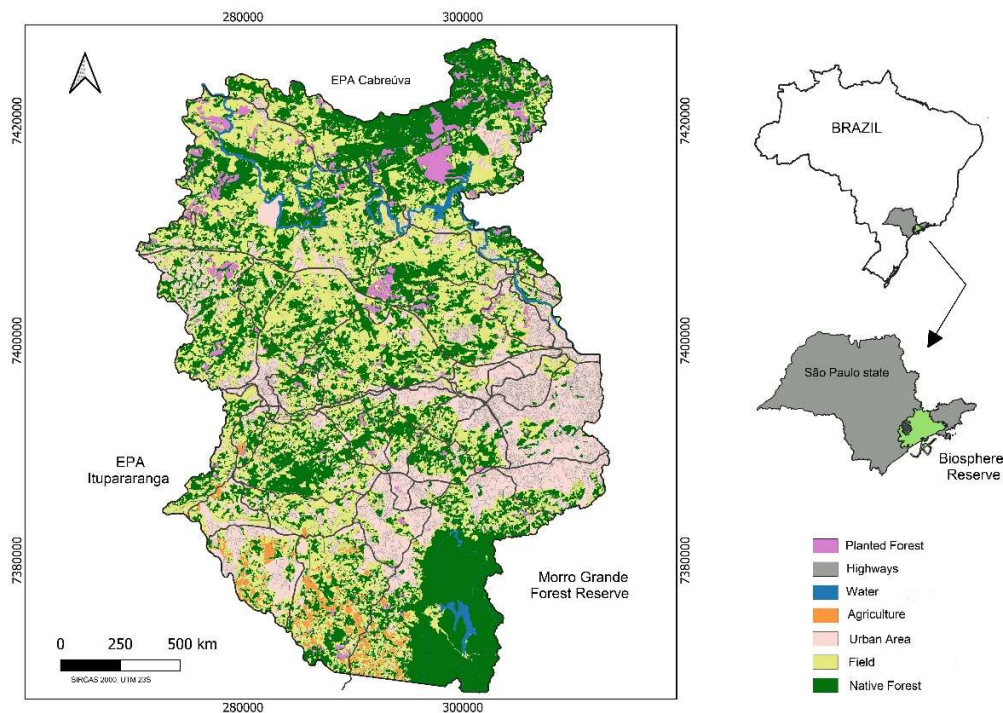 280000
300000
EPA Cabreúva
7420000
7420000
BRAZIL
7400000
7400000
São Paulo state
EPA
Itupararanga
Biosphere
Reserve
7380000
7380000
Morro Grande
Forest Reserve
0 250 500 km
SIRGAS 2000, UTM 23S
280000
300000
Planted Forest
Highways
Water
Agriculture
Urban Area
Field
Native Forest